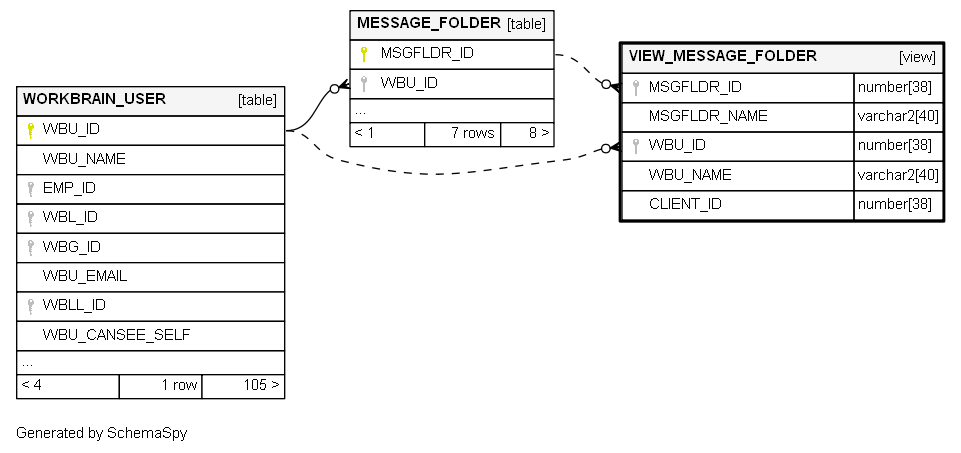 MESSAGE_FOLDER [table]
MSGFLDR_ID
WBU_ID
...
< 1 7 rows 8 >
VIEW_MESSAGE_FOLDER [view]
MSGFLDR_ID number[38]
MSGFLDR_NAME varchar2[40]
WBU_ID number[38]
WBU_NAME varchar2[40]
CLIENT_ID number[38]
WORKBRAIN_USER [table]
WBU_ID
WBU_NAME
EMP_ID
WBL_ID
WBG_ID
WBU_EMAIL
WBLL_ID
WBU_CANSEE_SELF
...
< 4 1 row 105 >
Generated by SchemaSpy